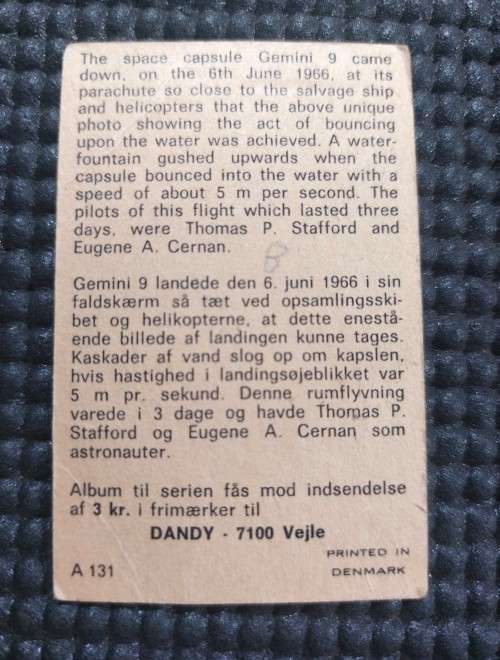 The space capsule Gemini 9 came
down, on the 6th June 1966, at its
parachute so close to the salvage ship
and helicopters that the above unique
photo showing the act of bouncing
upon the water was achieved. A water-
fountain gushed upwards when the
capsule bounced into the water with a
speed of about 5 m per second. The
pilots of this flight which lasted three
days, were Thomas P. Stafford and
Eugene A. Cernan.
Gemini 9 landede den 6. juni 1966 i sin
faldskærm så tæt ved opsamlingsski-
bet og helikopterne, at dette enestå-
ende billede af landingen kunne tages.
Kaskader af vand slog op om kapslen,
hvis hastighed i landingsøjeblikket var
5 m pr. sekund. Denne rumflyvning
varede i 3 dage og havde Thomas P.
Stafford og Eugene A. Cernan som
astronauter.
Album til serien fås mod indsendelse
af 3 kr. i frimærker til
DANDY - 7100 Vejle
PRINTED IN
A 131 DENMARK